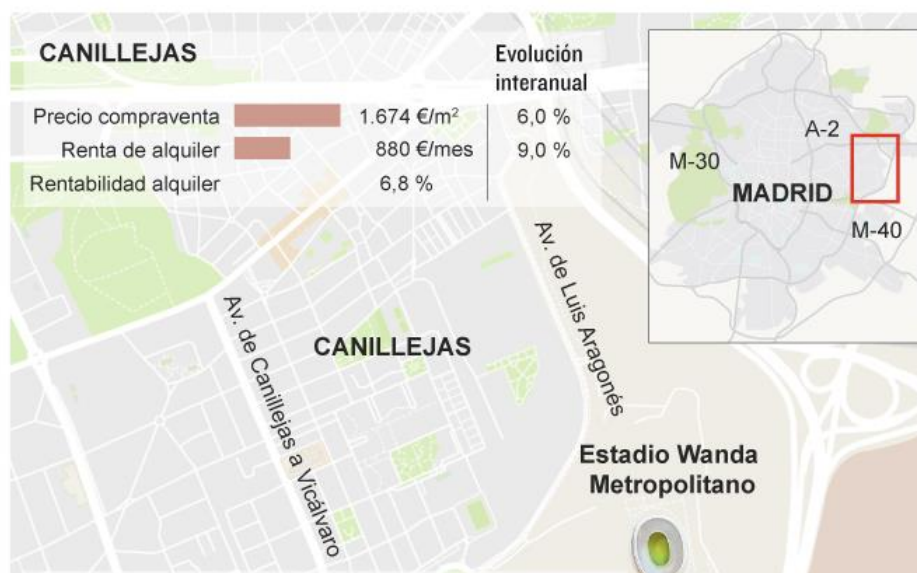 CANILLEJAS
Evolución
interanual
Precio compraventa 1.674 €/m² 6,0 %
Renta de alquiler 880 €/mes 9,0 %
Rentabilidad alquiler 6,8 %
A-2
M-30
MADRID
M-40
Av. de Luis Aragonés
Av. de Canillejas a Vicálvaro
CANILLEJAS
Estadio Wanda
Metropolitano